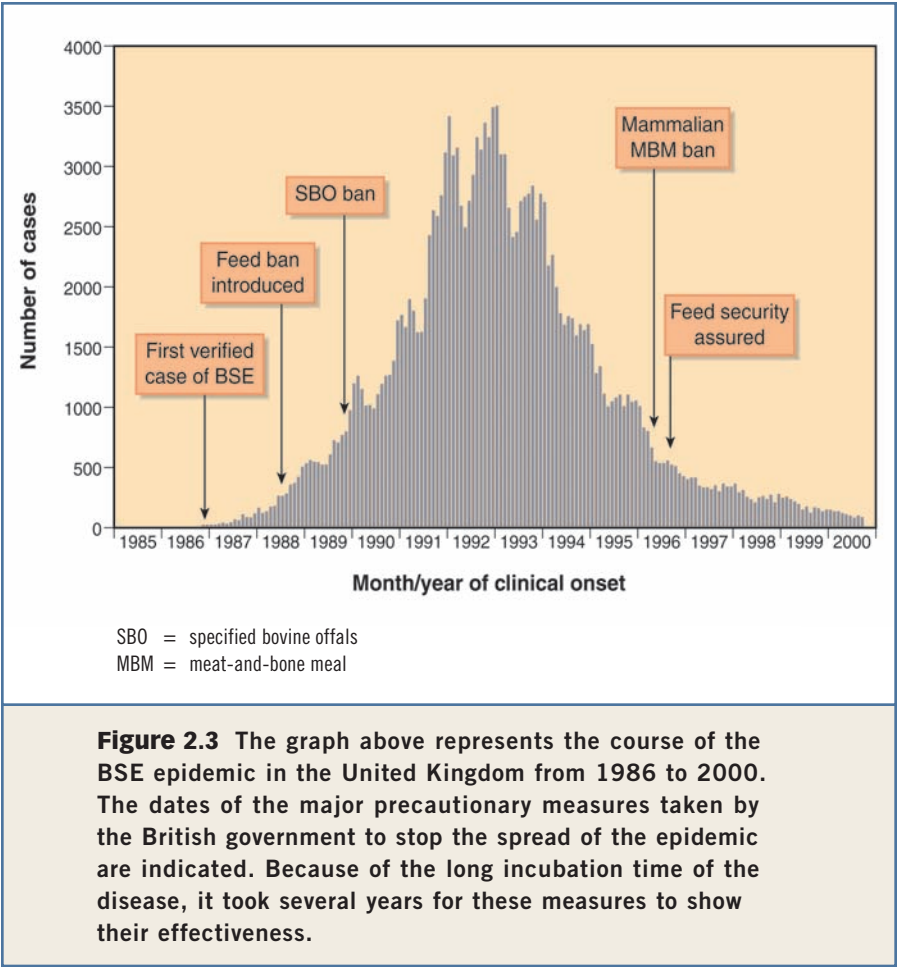 4000
3500
3000
2500
2000
1500
1000
500
0
Number of cases
First verified
case of BSE
Feed ban
introduced
SBO ban
Mammalian
MBM ban
Feed security
assured
1985 1986 1987 1988 1989 1990 1991 1992 1993 1994 1995 1996 1997 1998 1999 2000
Month/year of clinical onset
SBO = specified bovine offals
MBM = meat-and-bone meal
Figure 2.3 The graph above represents the course of the
BSE epidemic in the United Kingdom from 1986 to 2000.
The dates of the major precautionary measures taken by
the British government to stop the spread of the epidemic
are indicated. Because of the long incubation time of the
disease, it took several years for these measures to show
their effectiveness.